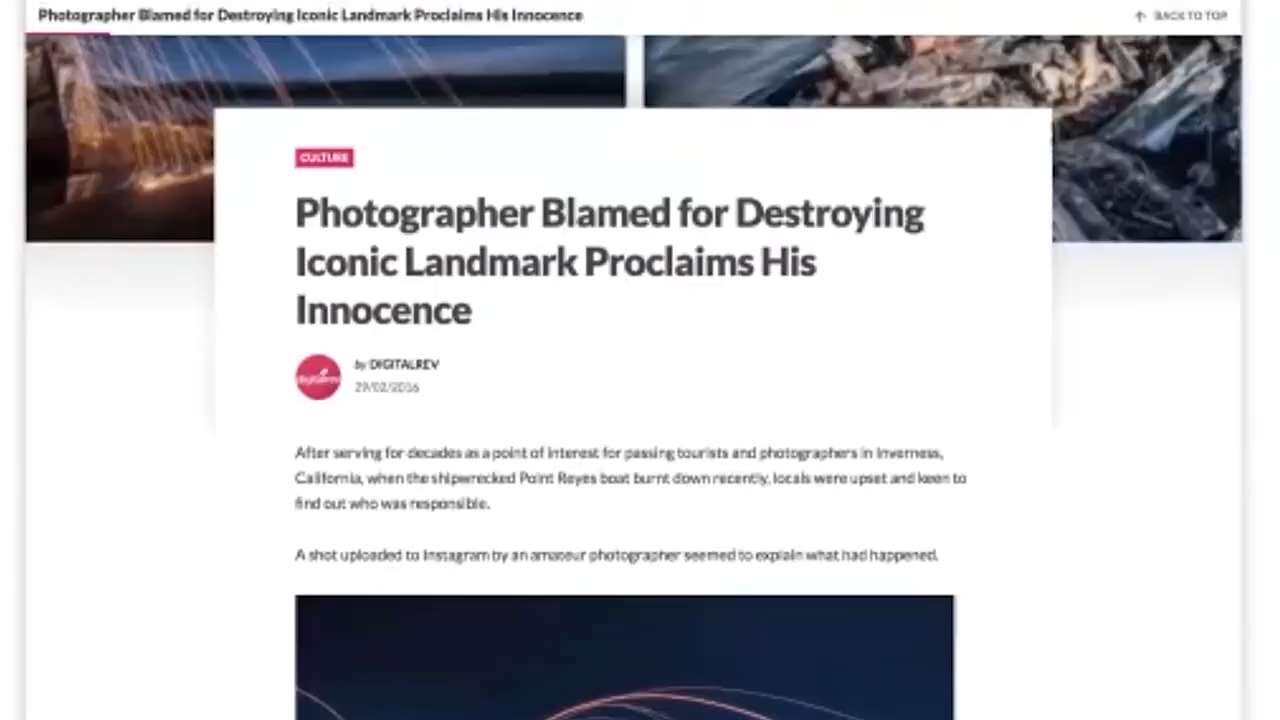 Photographer Blamed for Destroying Iconic Landmark Proclaims His Innocence
BACK TO TOP
CULTURE
Photographer Blamed for Destroying
Iconic Landmark Proclaims His
Innocence
by DIGITALREV
29/02/2016
After serving for decades as a point of interest for passing tourists and photographers in Inverness,
California, when the shipwrecked Point Reyes boat burnt down recently, locals were upset and keen to
find out who was responsible.
A shot uploaded to Instagram by an amateur photographer seemed to explain what had happened.